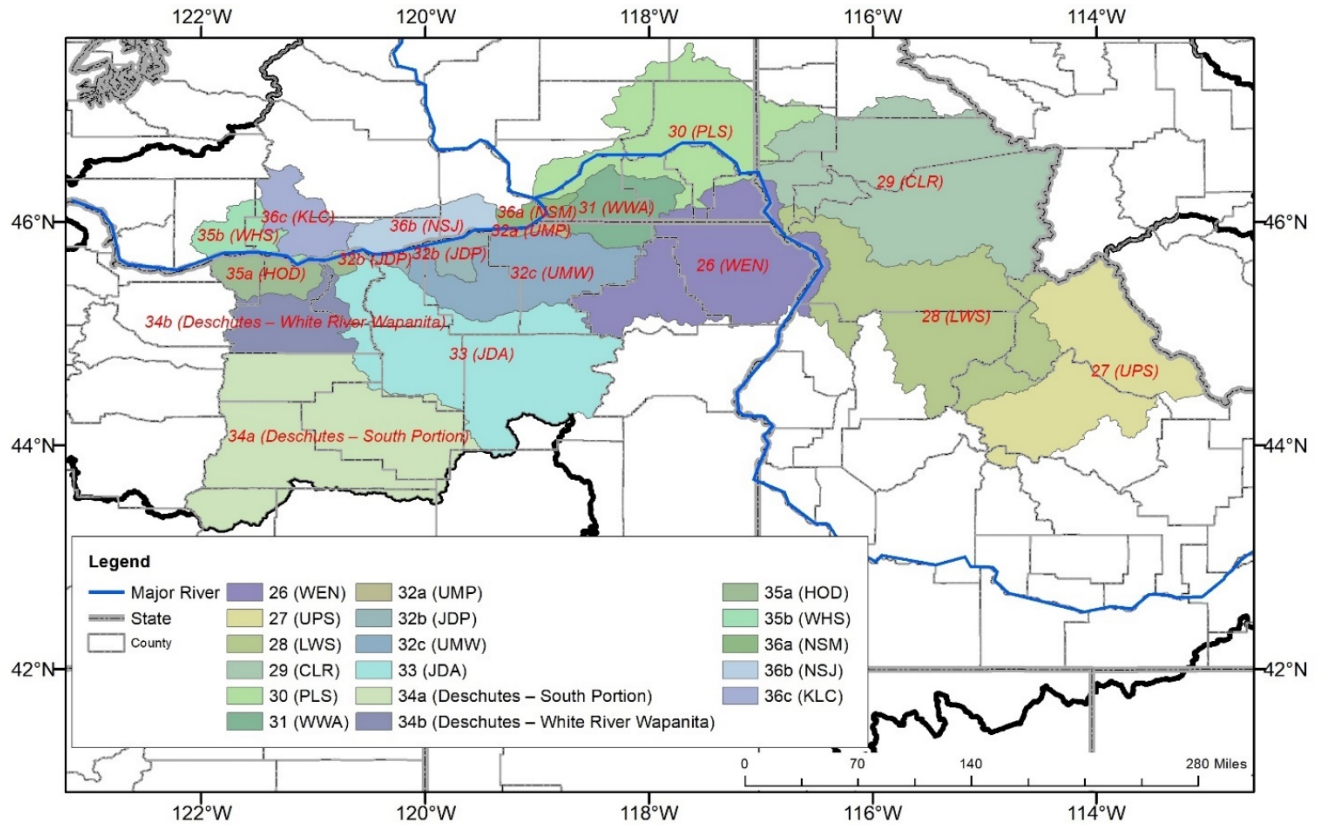 122°W 120°W 118°W 116°W 114°W
30 (PLS)
29 (CLR)
46°N 46°N
36c (KLC)
36a (NSM)
31 (WWA)
36b (NSJ)
35b (WHS)
32a (UMP)
32b (JDP)
32b (JDP)
35a (HOD)
32c (UMW)
26 (WEN)
34b (Deschutes – White River Wapanita)
28 (LWS)
33 (JDA)
27 (UPS)
34a (Deschutes – South Portion)
44°N 44°N
Legend
Major River
State
County
26 (WEN)
27 (UPS)
28 (LWS)
29 (CLR)
30 (PLS)
31 (WWA)
32a (UMP)
32b (JDP)
32c (UMW)
33 (JDA)
34a (Deschutes – South Portion)
34b (Deschutes – White River Wapanita)
35a (HOD)
35b (WHS)
36a (NSM)
36b (NSJ)
36c (KLC)
42°N 42°N
0 70 140 280 Miles
122°W 120°W 118°W 116°W 114°W